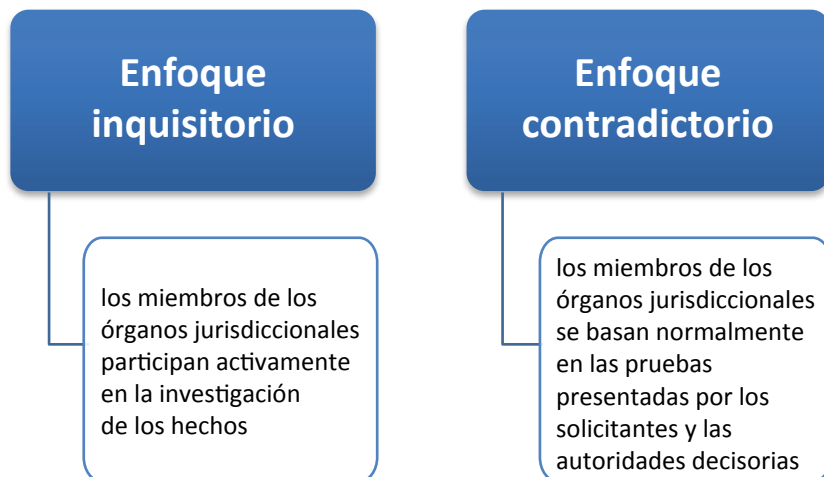 Enfoque
inquisitorio
los miembros de los
órganos jurisdiccionales
participan activamente
en la investigación
de los hechos
Enfoque
contradictorio
los miembros de los
órganos jurisdiccionales
se basan normalmente
en las pruebas
presentadas por los
solicitantes y las
autoridades decisorias